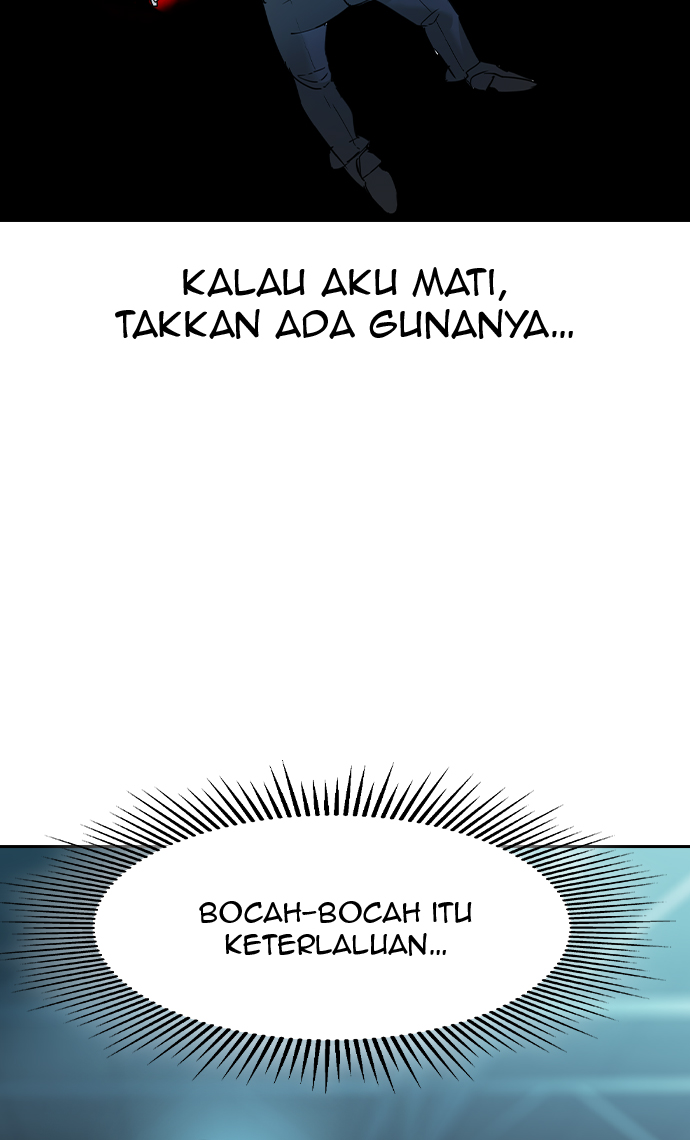 KALAU AKU MATI,
TAKKAN ADA GUNANYA...
BOCAH-BOCAH ITU
KETERLALUAN...